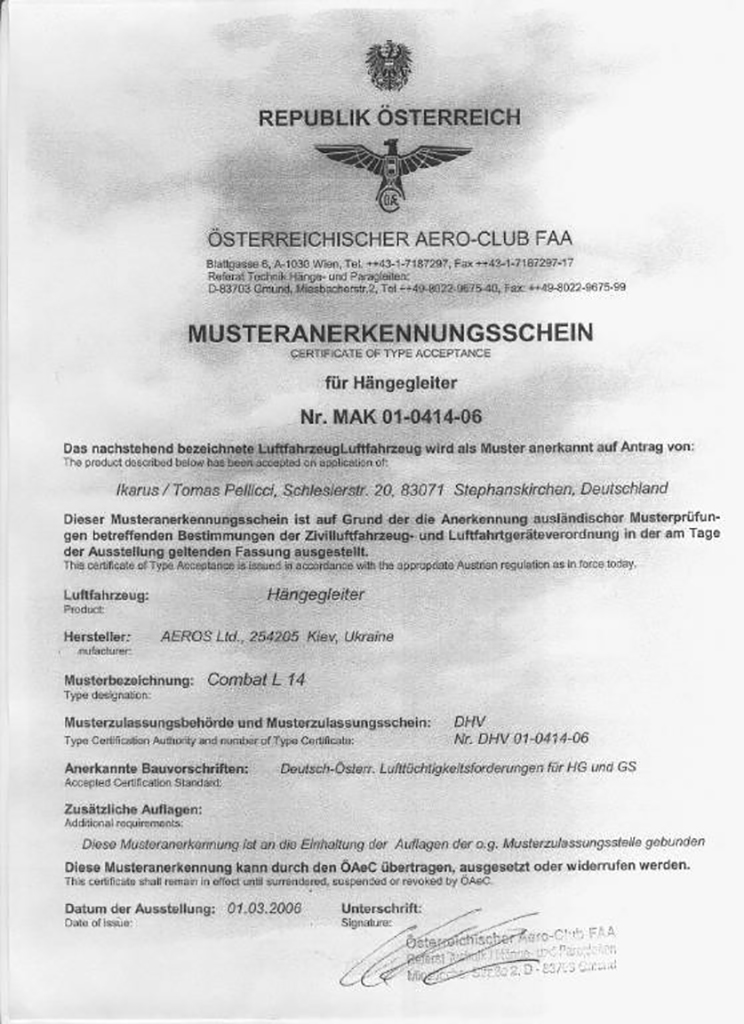 REPUBLIK ÖSTERREICH
ÖSTERREICHISCHER AERO-CLUB FAA
Blattgasse 6, A-1030 Wien, Tel. ++43-1-7187297, Fax ++43-1-7187297-17
Referat Technik Hänge- und Paragleiter:
D-83703 Gmund, Miesbacherstr.2, Tel ++49-8022-9675-40, Fax: ++49-8022-9675-99
MUSTERANERKENNUNGSSCHEIN
CERTIFICATE OF TYPE ACCEPTANCE
für Hängegleiter
Nr. MAK 01-0414-06
Das nachstehend bezeichnete LuftfahrzeugLuftfahrzeug wird als Muster anerkannt auf Antrag von:
The product described below has been accepted on application of:
Ikarus / Tomas Pellicci, Schlesierstr. 20, 83071 Stephanskirchen, Deutschland
Dieser Musteranerkennungsschein ist auf Grund der die Anerkennung ausländischer Musterprüfun-
gen betreffenden Bestimmungen der Zivilluftfahrzeug- und Luftfahrtgeräteverordnung in der am Tage
der Ausstellung geltenden Fassung ausgestellt.
This certificate of Type Acceptance is issued in accordance with the appropriate Austrian regulation as in force today.
Luftfahrzeug: Hängegleiter
Product:
Hersteller: AEROS Ltd., 254205 Kiev, Ukraine
nufacturer:
Musterbezeichnung: Combat L 14
Type designation:
Musterzulassungsbehörde und Musterzulassungsschein: DHV
Type Certification Authority and number of Type Certificate: Nr. DHV 01-0414-06
Anerkannte Bauvorschriften: Deutsch-Österr. Lufttüchtigkeitsforderungen für HG und GS
Accepted Certification Standard:
Zusätzliche Auflagen:
Additional requirements:
Diese Musteranerkennung ist an die Einhaltung der Auflagen der o.g. Musterzulassungsstelle gebunden
Diese Musteranerkennung kann durch den ÖAeC übertragen, ausgesetzt oder widerrufen werden.
This certificate shall remain in effect until surrendered, suspended or revoked by ÖAeC.
Datum der Ausstellung: 01.03.2006 Unterschrift:
Date of issue: Signature:
Österreichischer Aero-Club FAA
Referat Technik Hänge- und Paragleiten
2, D - 83703 Gmund